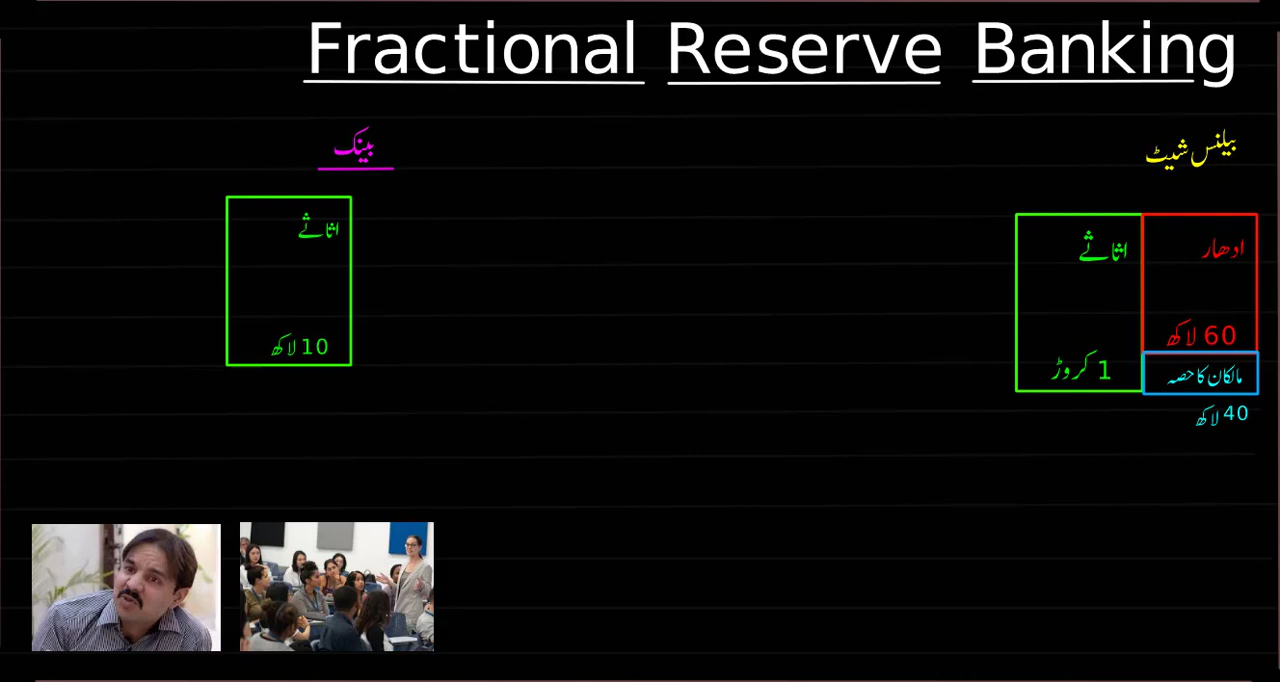 Fractional Reserve Banking
بیلنس شیٹ
ادھار
60 لاکھ
مالکان کا حصہ
40 لاکھ
اثاثے
1 کروڑ
بینک
اثاثے
10 لاکھ